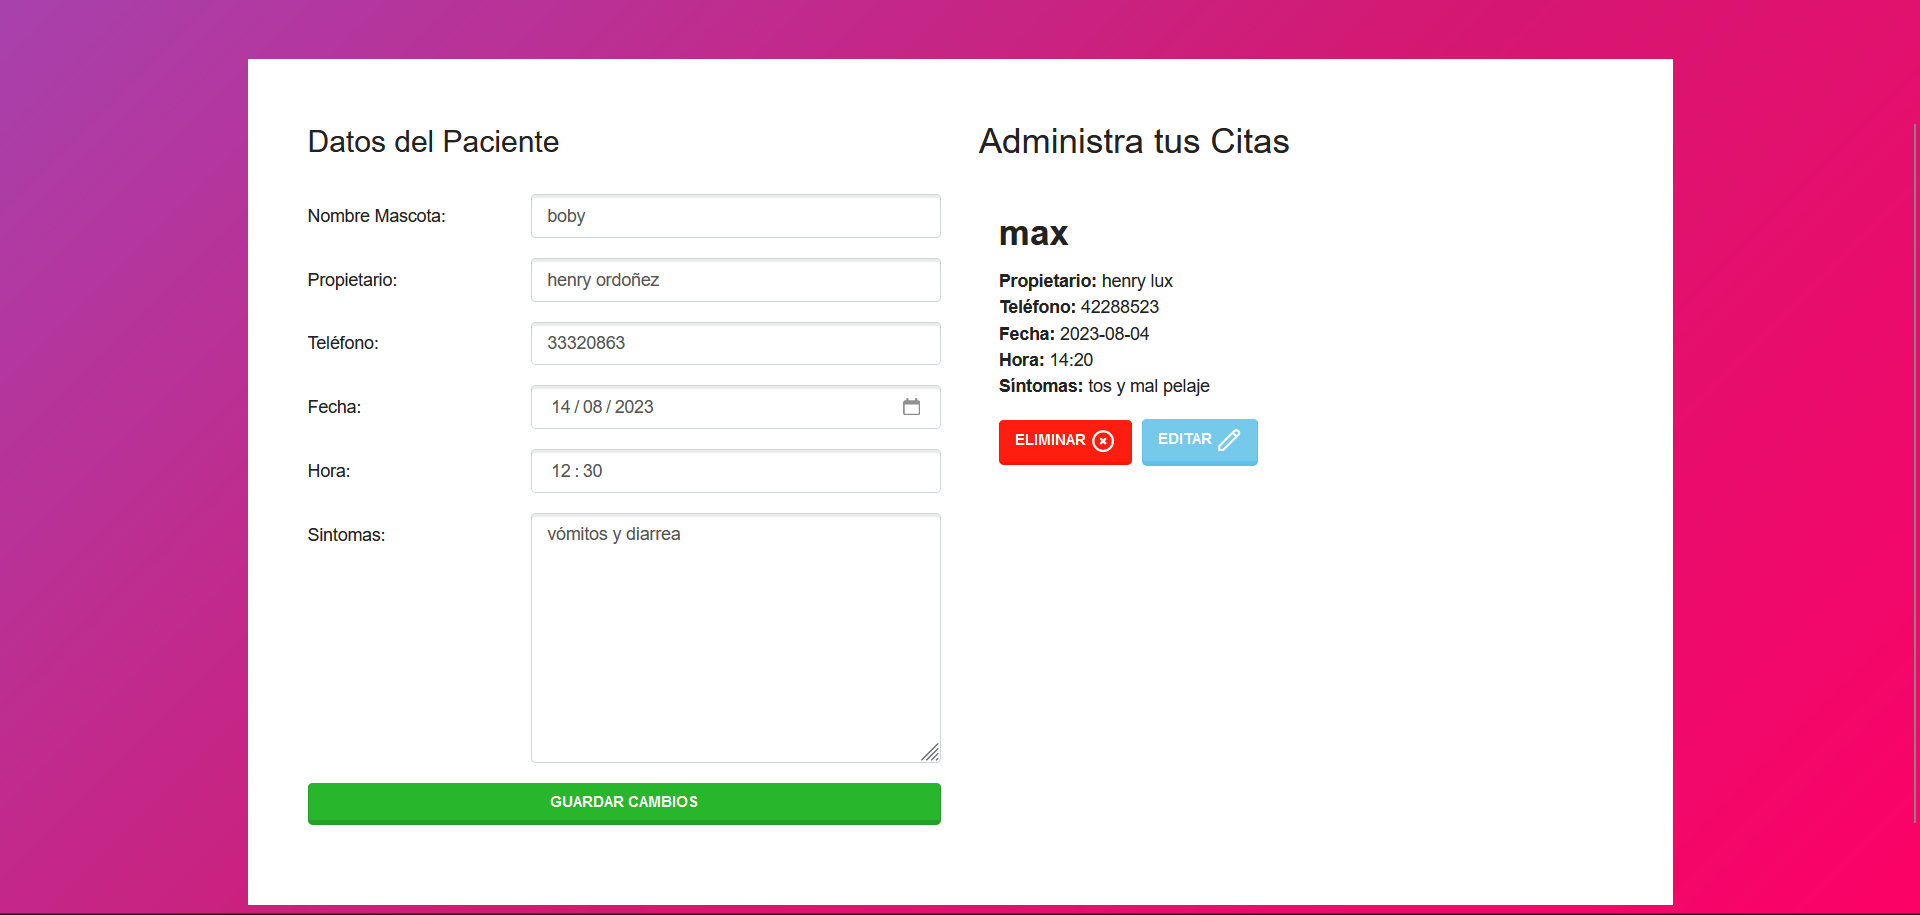 Datos del Paciente
Nombre Mascota: boby
Propietario: henry ordoñez
Teléfono: 33320863
Fecha: 14 / 08 / 2023
Hora: 12 : 30
Sintomas: vómitos y diarrea
GUARDAR CAMBIOS
Administra tus Citas
max
Propietario: henry lux
Teléfono: 42288523
Fecha: 2023-08-04
Hora: 14:20
Síntomas: tos y mal pelaje
ELIMINAR EDITAR